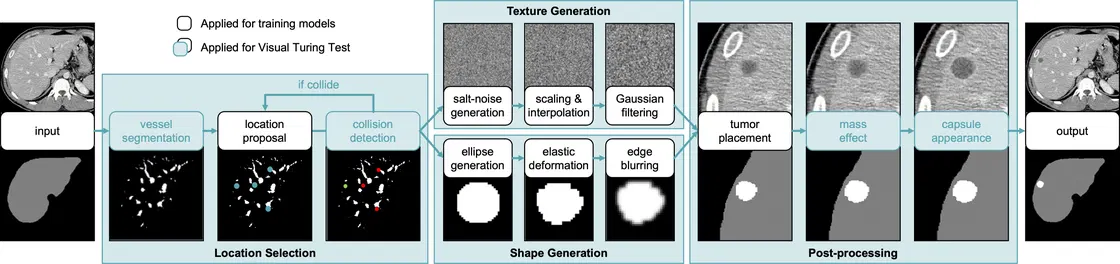 Applied for training models
Applied for Visual Turing Test
Texture Generation
if collide
input
vessel
segmentation
location
proposal
collision
detection
salt-noise
generation
scaling &
interpolation
Gaussian
filtering
ellipse
generation
elastic
deformation
edge
blurring
tumor
placement
mass
effect
capsule
appearance
output
Location Selection
Shape Generation
Post-processing